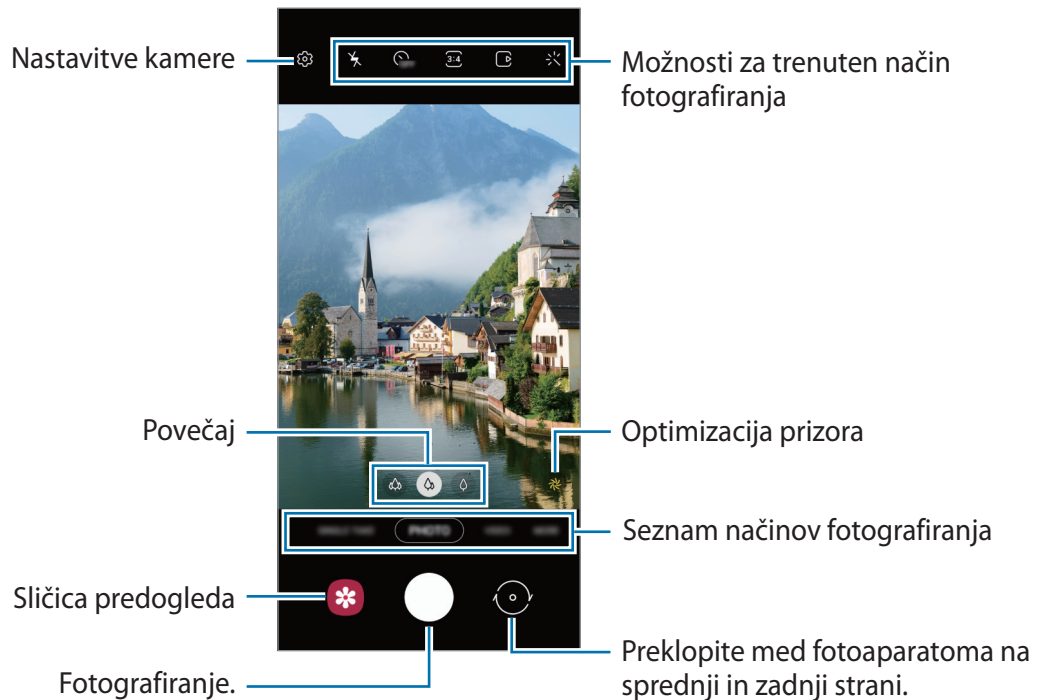 Nastavitve kamere
3:4
Možnosti za trenuten način
fotografiranja
Povečaj
Optimizacija prizora
PHOTO
Seznam načinov fotografiranja
Sličica predogleda
Fotografiranje.
Preklopite med fotoaparatoma na
sprednji in zadnji strani.